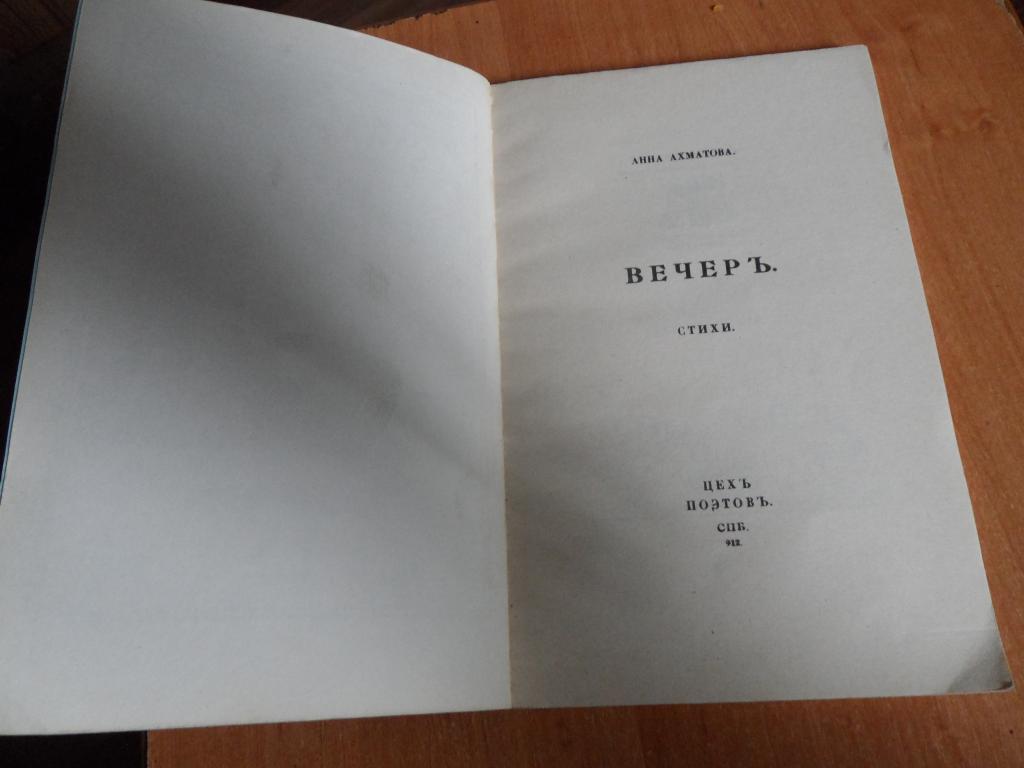 АННА АХМАТОВА.
ВЕЧЕРЪ.
СТИХИ.
ЦЕХЪ
ПОЭТОВЪ.
СПБ.
912.